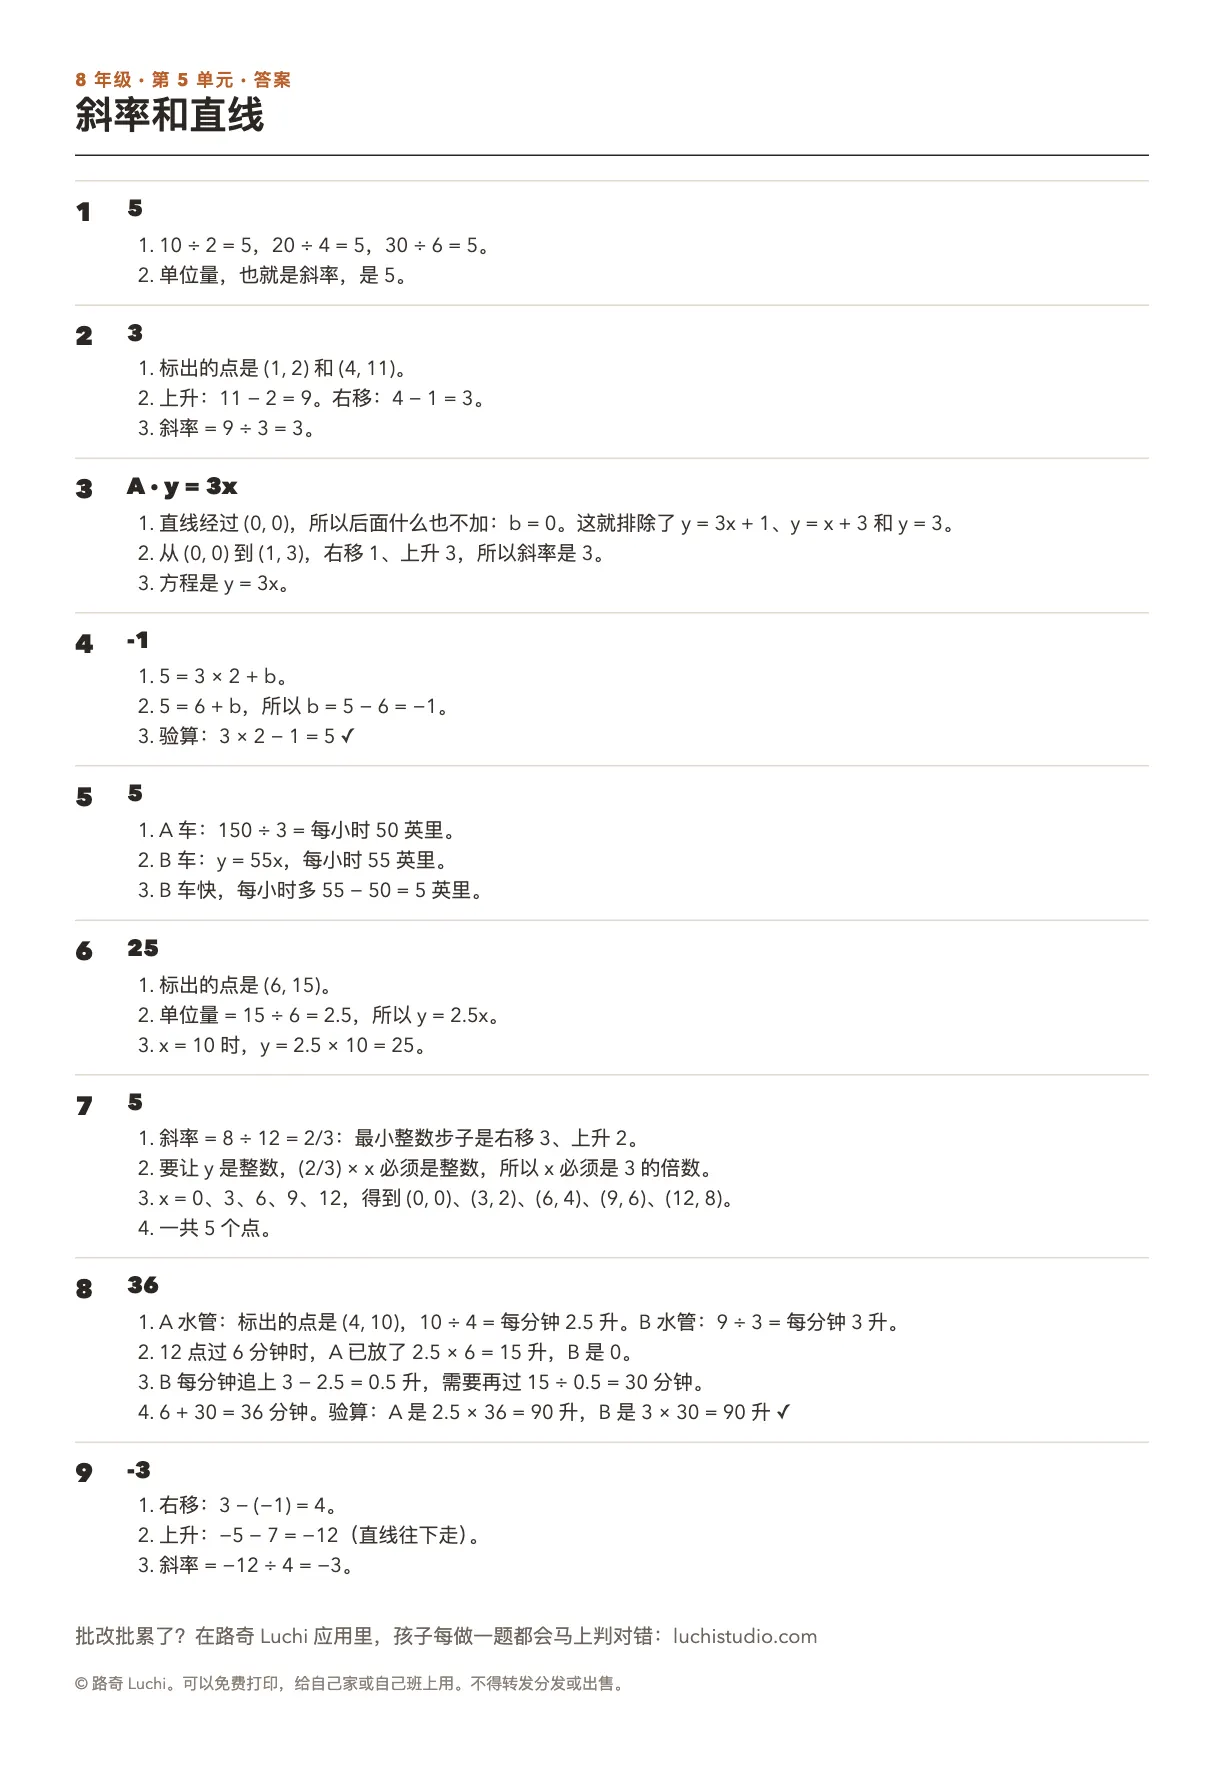 8 年级 · 第 5 单元 · 答案
斜率和直线
1 5
1. 10 ÷ 2 = 5，20 ÷ 4 = 5，30 ÷ 6 = 5。
2. 单位量，也就是斜率，是 5。
2 3
1. 标出的点是 (1, 2) 和 (4, 11)。
2. 上升：11 − 2 = 9。右移：4 − 1 = 3。
3. 斜率 = 9 ÷ 3 = 3。
3 A · y = 3x
1. 直线经过 (0, 0)，所以后面什么也不加：b = 0。这就排除了 y = 3x + 1、y = x + 3 和 y = 3。
2. 从 (0, 0) 到 (1, 3)，右移 1、上升 3，所以斜率是 3。
3. 方程是 y = 3x。
4 -1
1. 5 = 3 × 2 + b。
2. 5 = 6 + b，所以 b = 5 − 6 = −1。
3. 验算：3 × 2 − 1 = 5 ✓
5 5
1. A 车：150 ÷ 3 = 每小时 50 英里。
2. B 车：y = 55x，每小时 55 英里。
3. B 车快，每小时多 55 − 50 = 5 英里。
6 25
1. 标出的点是 (6, 15)。
2. 单位量 = 15 ÷ 6 = 2.5，所以 y = 2.5x。
3. x = 10 时，y = 2.5 × 10 = 25。
7 5
1. 斜率 = 8 ÷ 12 = 2/3：最小整数步子是右移 3、上升 2。
2. 要让 y 是整数，(2/3) × x 必须是整数，所以 x 必须是 3 的倍数。
3. x = 0、3、6、9、12，得到 (0, 0)、(3, 2)、(6, 4)、(9, 6)、(12, 8)。
4. 一共 5 个点。
8 36
1. A 水管：标出的点是 (4, 10)，10 ÷ 4 = 每分钟 2.5 升。B 水管：9 ÷ 3 = 每分钟 3 升。
2. 12 点过 6 分钟时，A 已放了 2.5 × 6 = 15 升，B 是 0。
3. B 每分钟追上 3 − 2.5 = 0.5 升，需要再过 15 ÷ 0.5 = 30 分钟。
4. 6 + 30 = 36 分钟。验算：A 是 2.5 × 36 = 90 升，B 是 3 × 30 = 90 升 ✓
9 -3
1. 右移：3 − (−1) = 4。
2. 上升：−5 − 7 = −12（直线往下走）。
3. 斜率 = −12 ÷ 4 = −3。
批改批累了？在路奇 Luchi 应用里，孩子每做一题都会马上判对错：luchistudio.com
© 路奇 Luchi。可以免费打印，给自己家或自己班上用。不得转发分发或出售。